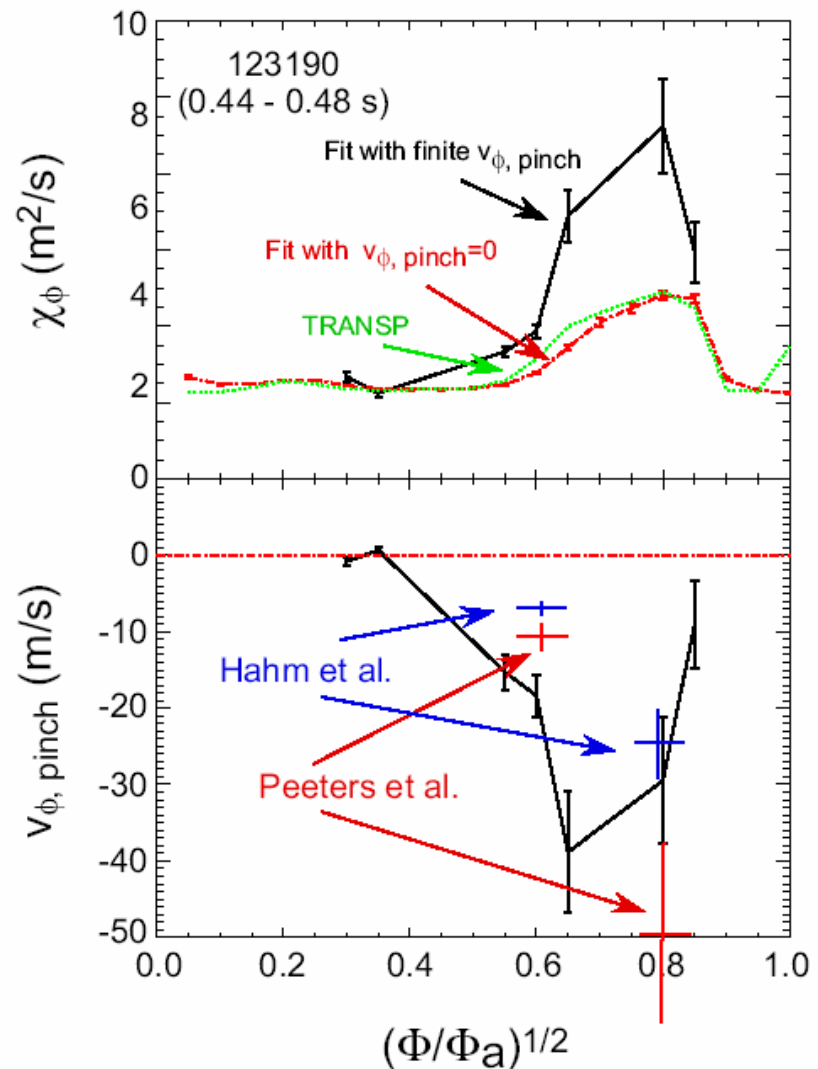 10
123190
(0.44 - 0.48 s)
8
Fit with finite vϕ, pinch
6
Fit with vϕ, pinch=0
χϕ (m²/s)
4
TRANSP
2
0
0
-10
Hahm et al.
-20
vϕ, pinch (m/s)
-30
Peeters et al.
-40
-50
0.0 0.2 0.4 0.6 0.8 1.0
(Φ/Φa)1/2